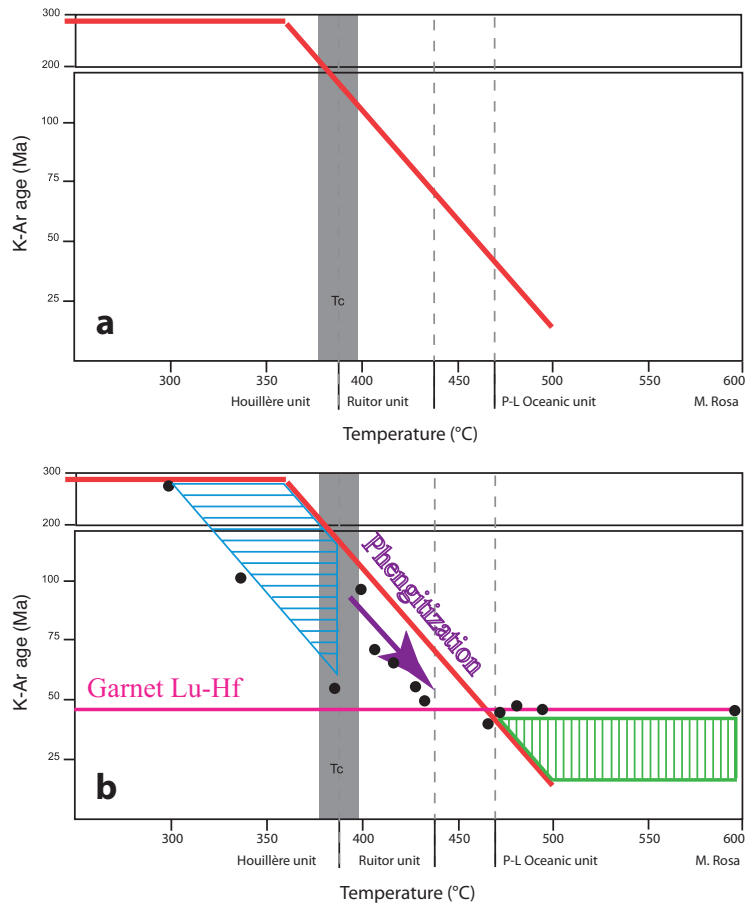 300
200
100
75
50
25
K-Ar age (Ma)
a
Tc
300 350 400 450 500 550 600
Houillère unit Ruitor unit P-L Oceanic unit M. Rosa
Temperature (°C)
300
200
100
75
50
25
K-Ar age (Ma)
Phengitization
Garnet Lu-Hf
b
Tc
300 350 400 450 500 550 600
Houillère unit Ruitor unit P-L Oceanic unit M. Rosa
Temperature (°C)